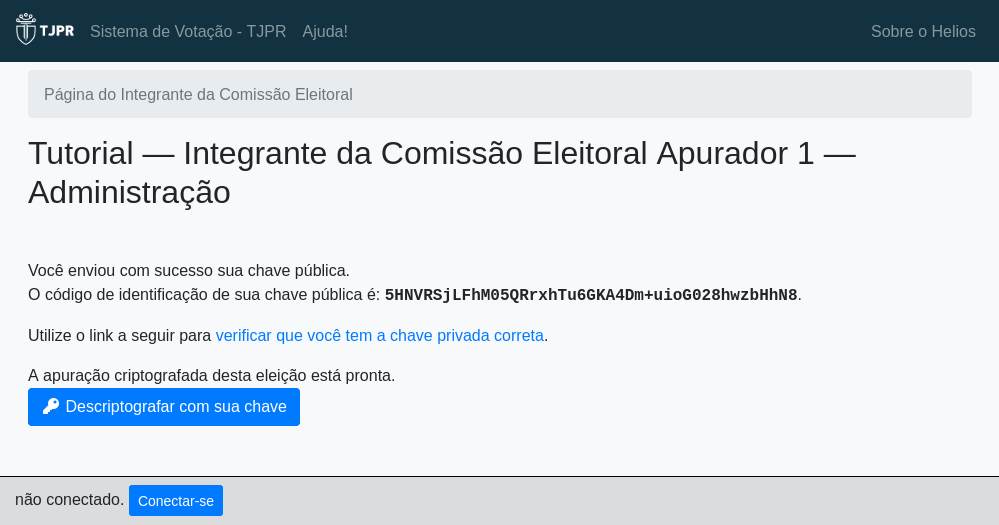 TJPR Sistema de Votação - TJPR Ajuda! Sobre o Helios
Página do Integrante da Comissão Eleitoral
Tutorial — Integrante da Comissão Eleitoral Apurador 1 —
Administração
Você enviou com sucesso sua chave pública.
O código de identificação de sua chave pública é: 5HNVRSjLFhM05QRrxhTu6GKA4Dm+uioG028hwzbHhN8.
Utilize o link a seguir para verificar que você tem a chave privada correta.
A apuração criptografada desta eleição está pronta.
Descriptografar com sua chave
não conectado. Conectar-se